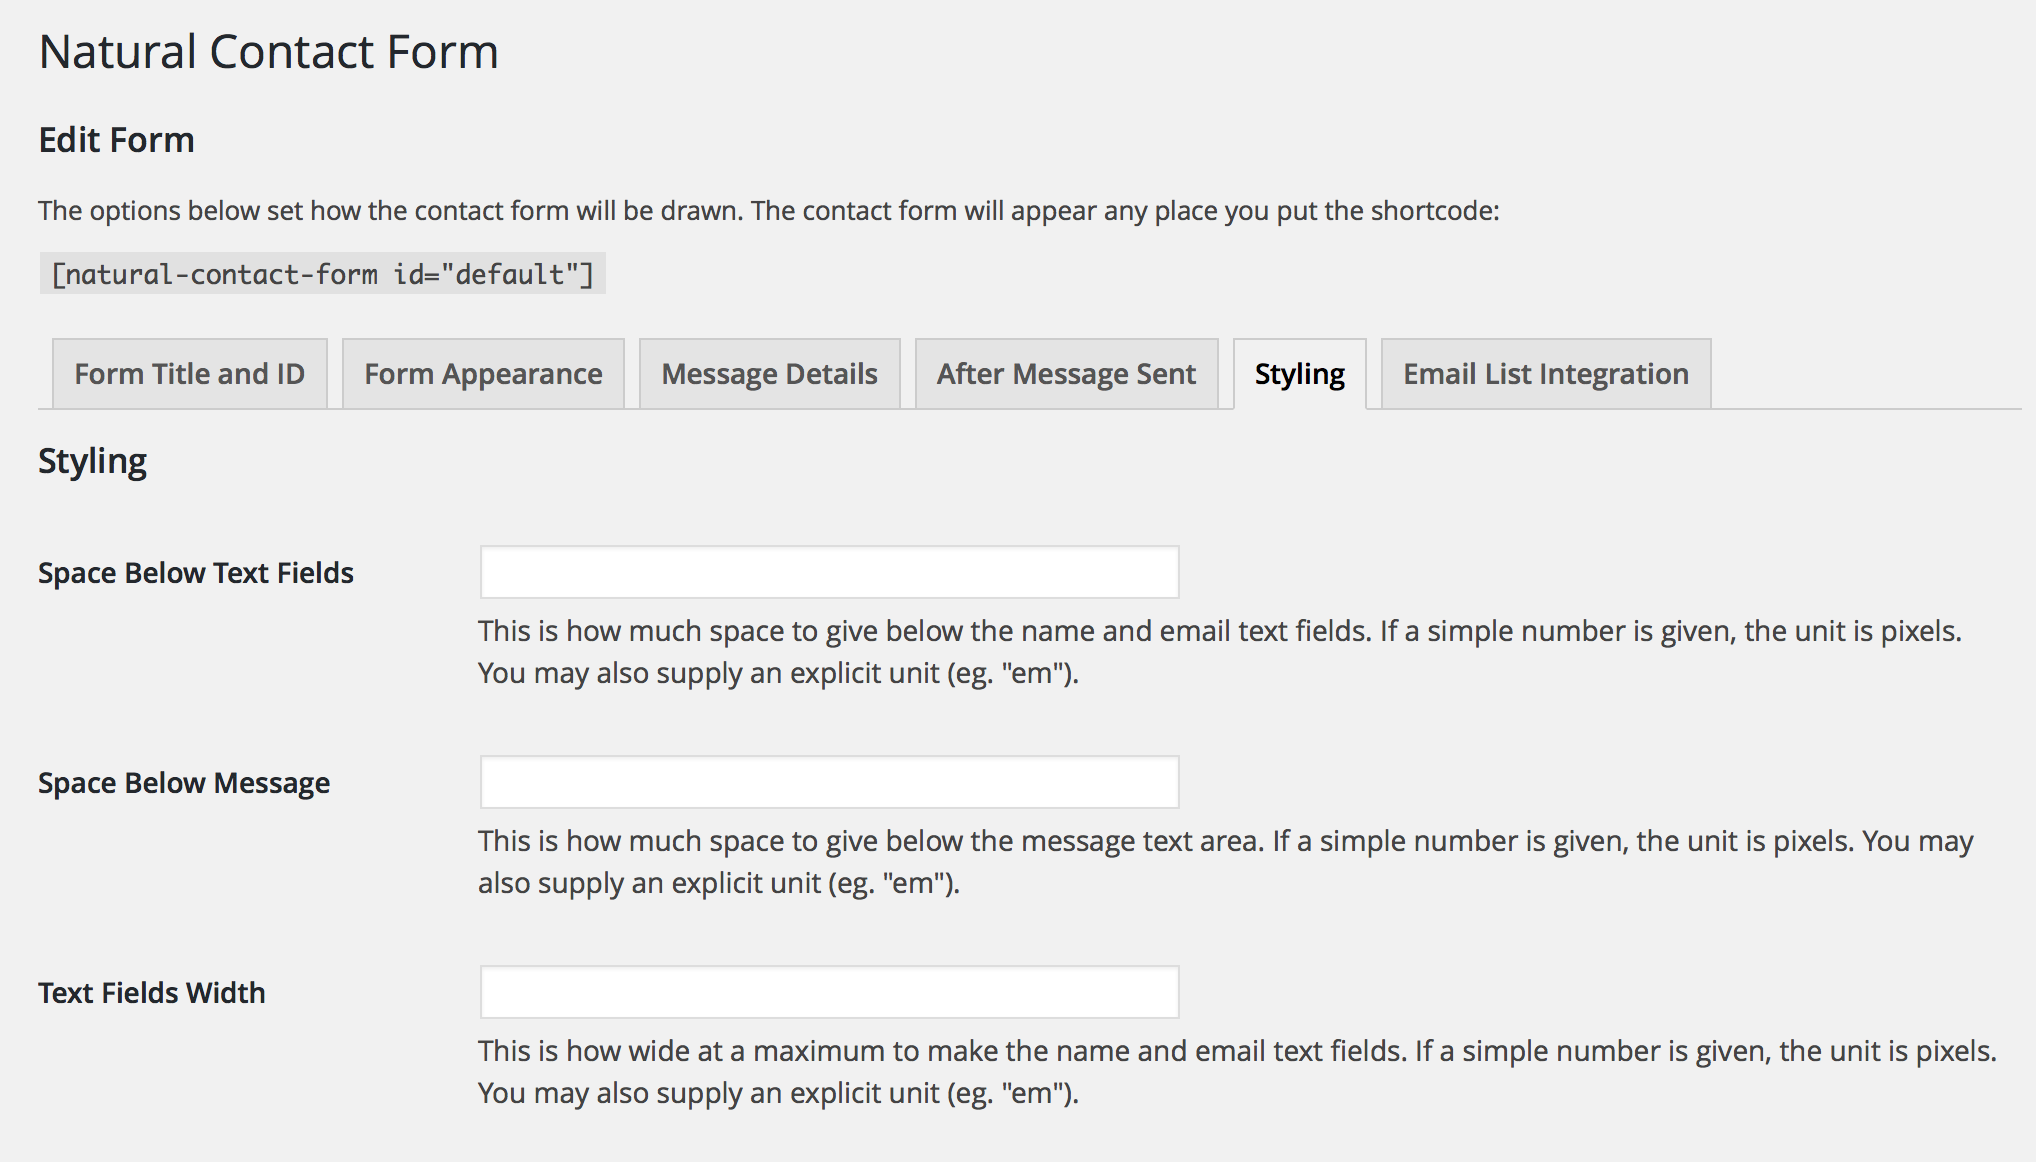 Natural Contact Form
Edit Form
The options below set how the contact form will be drawn. The contact form will appear any place you put the shortcode:
[natural-contact-form id="default"]
Form Title and ID
Form Appearance
Message Details
After Message Sent
Styling
Email List Integration
Styling
Space Below Text Fields
This is how much space to give below the name and email text fields. If a simple number is given, the unit is pixels.
You may also supply an explicit unit (eg. "em").
Space Below Message
This is how much space to give below the message text area. If a simple number is given, the unit is pixels. You may
also supply an explicit unit (eg. "em").
Text Fields Width
This is how wide at a maximum to make the name and email text fields. If a simple number is given, the unit is pixels.
You may also supply an explicit unit (eg. "em").